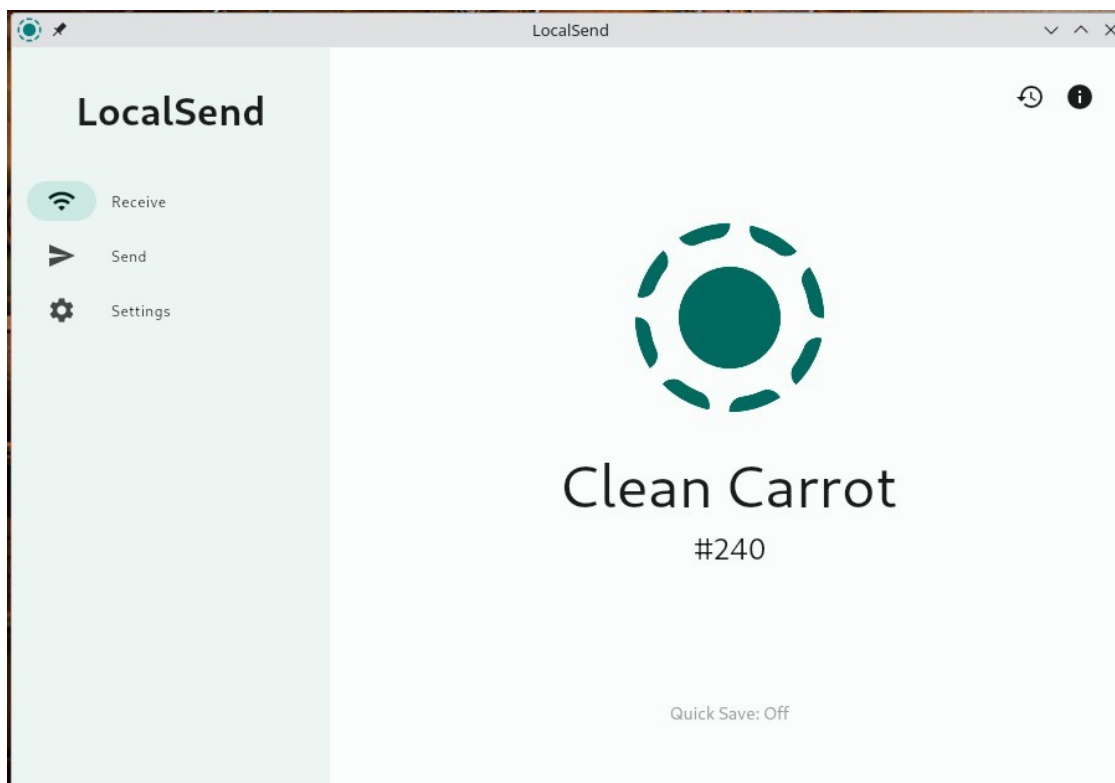 LocalSend
LocalSend
Receive
Send
Settings
Clean Carrot
#240
Quick Save: Off